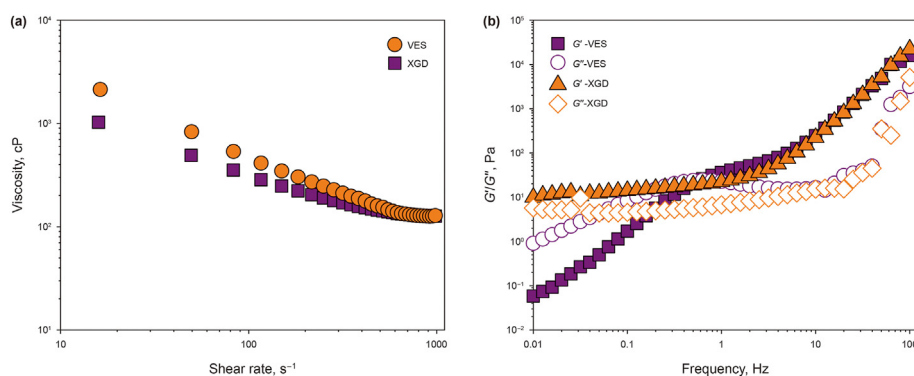 (a)
10³
10²
10¹
10
100
1000
Viscosity, cP
Shear rate, s⁻¹
VES
XGD
(b)
10⁵
10⁴
10³
10²
10¹
10⁰
10⁻¹
10⁻²
0.01
0.1
1
10
100
G'/G'', Pa
Frequency, Hz
G' -VES
G''-VES
G' -XGD
G''-XGD